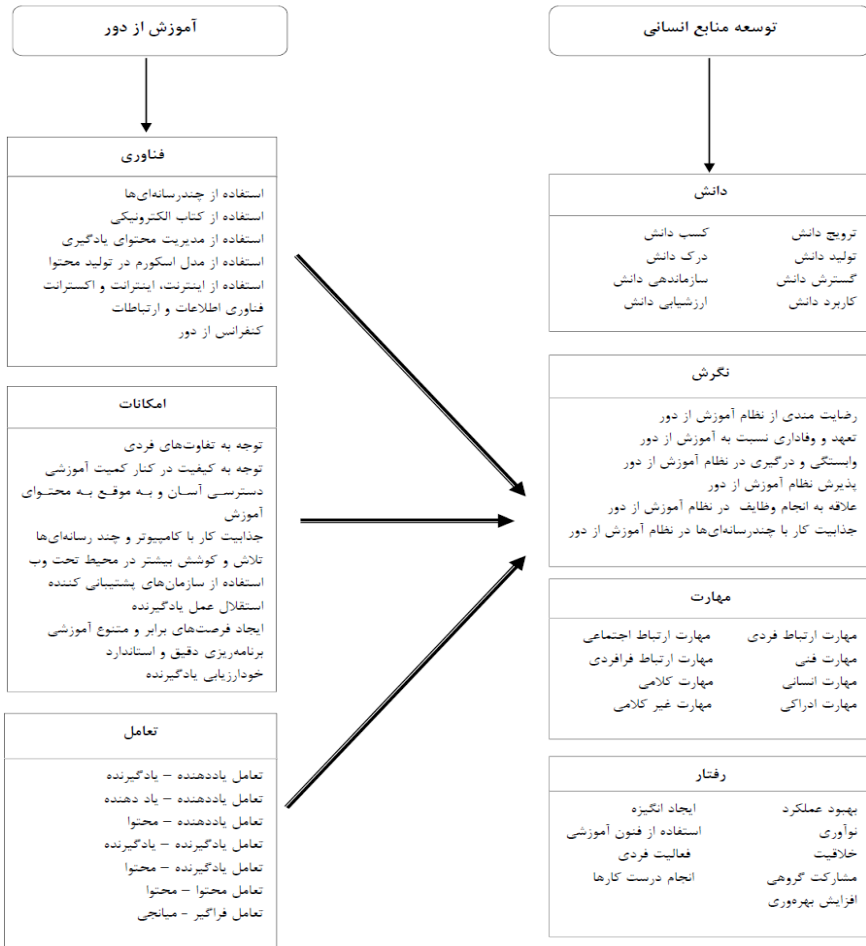 آموزش از دور
فناوری
استفاده از چندرسانه‌ای‌ها
استفاده از کتاب الکترونیکی
استفاده از مدیریت محتوای یادگیری
استفاده از مدل اسکورم در تولید محتوا
استفاده از اینترنت، اینترانت و اکسترانت
فناوری اطلاعات و ارتباطات
کنفرانس از دور
امکانات
توجه به تفاوت‌های فردی
توجه به کیفیت در کنار کمیت آموزشی
دسترسی آسان و به موقع به محتوای
آموزش
جذابیت کار با کامپیوتر و چند رسانه‌ای‌ها
تلاش و کوشش بیشتر در محیط تحت وب
استفاده از سازمان‌های پشتیبانی کننده
استقلال عمل یادگیرنده
ایجاد فرصت‌های برابر و متنوع آموزشی
برنامه‌ریزی دقیق و استاندارد
خودارزیابی یادگیرنده
تعامل
تعامل یاددهنده – یادگیرنده
تعامل یاددهنده – یاد دهنده
تعامل یاددهنده – محتوا
تعامل یادگیرنده – یادگیرنده
تعامل یادگیرنده – محتوا
تعامل محتوا – محتوا
تعامل فراگیر - میانجی
توسعه منابع انسانی
دانش
ترویج دانش کسب دانش
تولید دانش درک دانش
گسترش دانش سازماندهی دانش
کاربرد دانش ارزشیابی دانش
نگرش
رضایت مندی از نظام آموزش از دور
تعهد و وفاداری نسبت به آموزش از دور
وابستگی و درگیری در نظام آموزش از دور
پذیرش نظام آموزش از دور
علاقه به انجام وظایف در نظام آموزش از دور
جذابیت کار با چندرسانه‌ای‌ها در نظام آموزش از دور
مهارت
مهارت ارتباط فردی مهارت ارتباط اجتماعی
مهارت فنی مهارت ارتباط فرافردی
مهارت انسانی مهارت کلامی
مهارت ادراکی مهارت غیر کلامی
رفتار
بهبود عملکرد ایجاد انگیزه
نوآوری استفاده از فنون آموزشی
خلاقیت فعالیت فردی
مشارکت گروهی انجام درست کارها
افزایش بهره‌وری